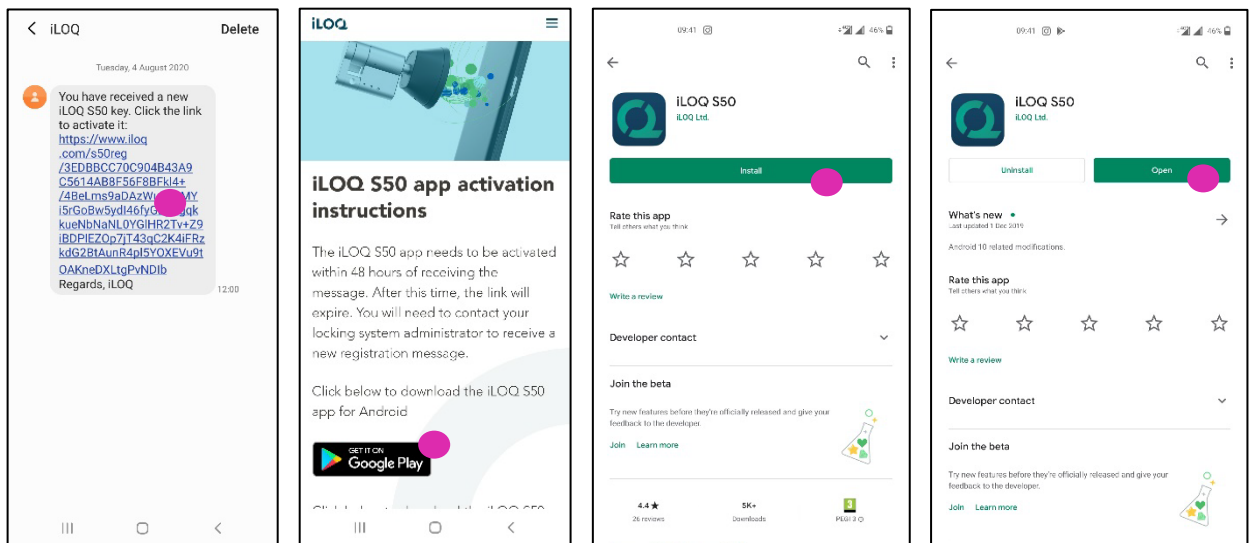 iLOQ
Delete
Tuesday, 4 August 2020
You have received a new
iLOQ S50 key. Click the link
to activate it:
https://www.iloq
.com/s50reg
/3EDBBCC70C904B43A9
C5614AB8F56F8BFkI4+
/4BeLms9aDAzW MY
i5rGoBw5ydI46fyG gqk
kueNbNaNL0YGIHR2Tv+Z9
iBDPIEZOp7jT43qC2K4iFRz
kdG2BtAunR4pl5YOXEVu9t
OAKneDXLtgPvNDIb
Regards, iLOQ
12:00
iLOQ
iLOQ S50 app activation
instructions
The iLOQ S50 app needs to be activated
within 48 hours of receiving the
message. After this time, the link will
expire. You will need to contact your
locking system administrator to receive a
new registration message.
Click below to download the iLOQ S50
app for Android
GET IT ON
Google Play
09:41
46%
iLOQ S50
iLOQ Ltd.
Install
Rate this app
Tell others what you think
Write a review
Developer contact
Join the beta
Try new features before they're officially released and give your
feedback to the developer.
Join Learn more
4.4★ 5K+ 3
26 reviews Downloads PEGI 3
09:41
46%
iLOQ S50
iLOQ Ltd.
Uninstall Open
What's new •
Last updated 1 Dec 2019
Android 10 related modifications.
Rate this app
Tell others what you think
Write a review
Developer contact
Join the beta
Try new features before they're officially released and give your
feedback to the developer.
Join Learn more